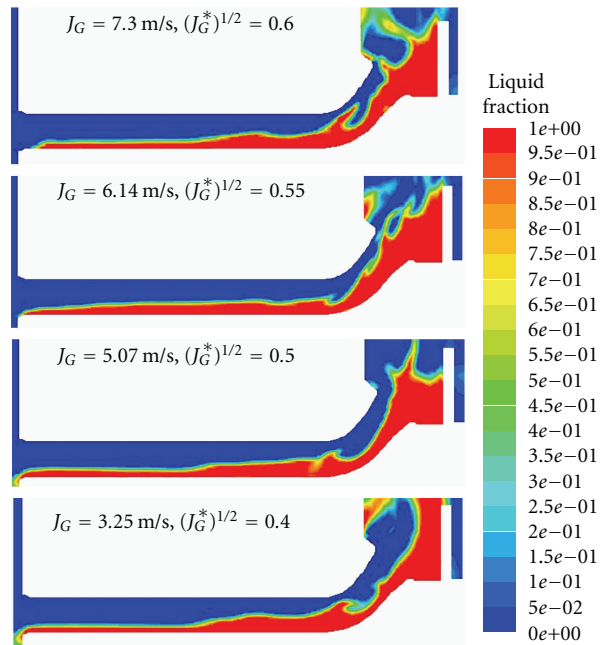 J_G = 7.3 m/s, (J_G^*)^{1/2} = 0.6
J_G = 6.14 m/s, (J_G^*)^{1/2} = 0.55
J_G = 5.07 m/s, (J_G^*)^{1/2} = 0.5
J_G = 3.25 m/s, (J_G^*)^{1/2} = 0.4
Liquid
fraction
1e+00
9.5e−01
9e−01
8.5e−01
8e−01
7.5e−01
7e−01
6.5e−01
6e−01
5.5e−01
5e−01
4.5e−01
4e−01
3.5e−01
3e−01
2.5e−01
2e−01
1.5e−01
1e−01
5e−02
0e+00